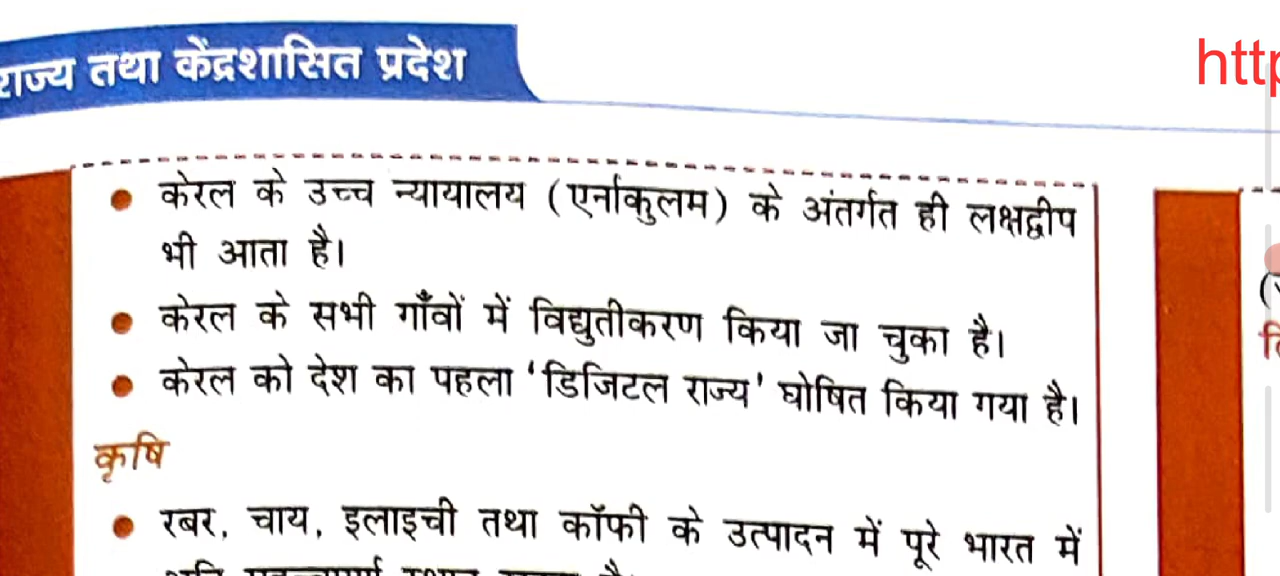 राज्य तथा केंद्रशासित प्रदेश
http
• केरल के उच्च न्यायालय (एर्नाकुलम) के अंतर्गत ही लक्षद्वीप
भी आता है।
• केरल के सभी गाँवों में विद्युतीकरण किया जा चुका है।
• केरल को देश का पहला 'डिजिटल राज्य' घोषित किया गया है।
कृषि
• रबर, चाय, इलाइची तथा कॉफी के उत्पादन में पूरे भारत में